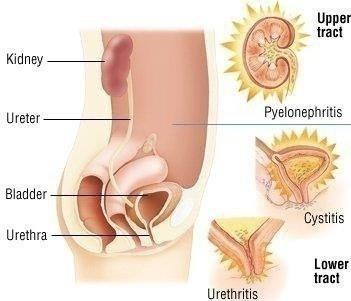 Upper
tract
Kidney
Pyelonephritis
Ureter
Bladder
Cystitis
Urethra
Lower
tract
Urethritis